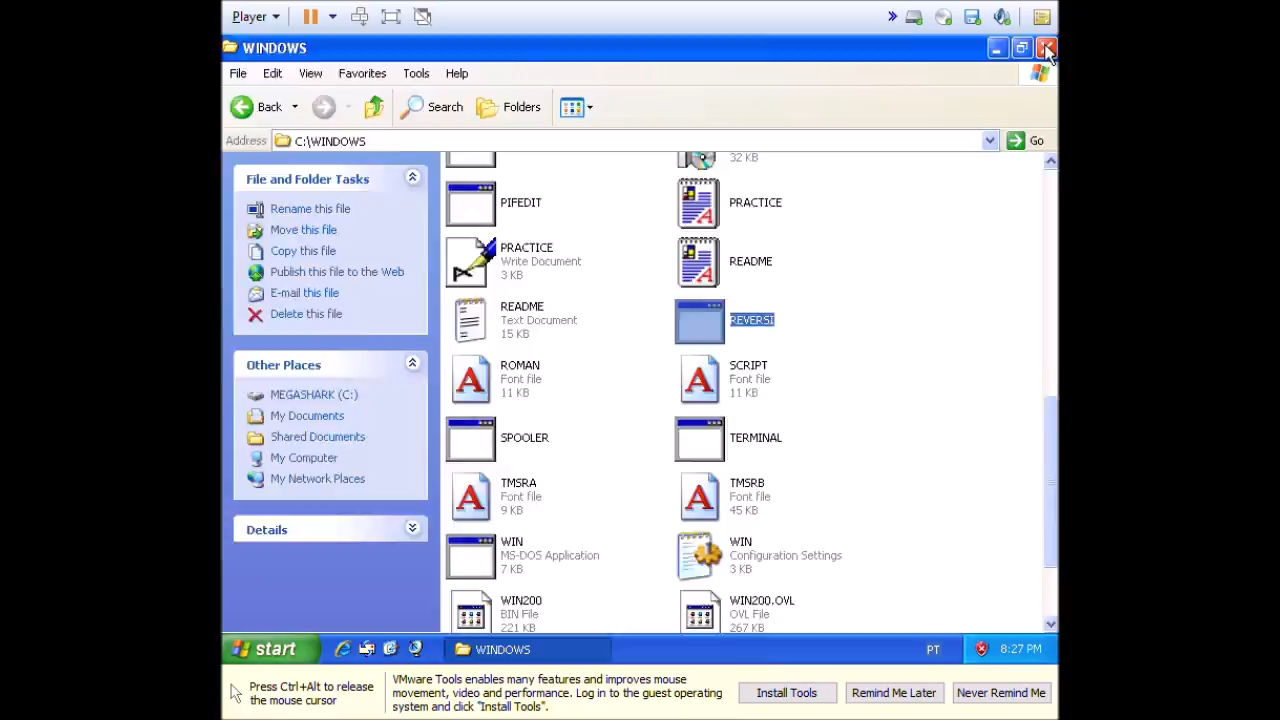 Player
WINDOWS
File Edit View Favorites Tools Help
Back Search Folders
Address C:\WINDOWS Go
File and Folder Tasks
Rename this file
Move this file
Copy this file
Publish this file to the Web
E-mail this file
Delete this file
Other Places
MEGASHARK (C:)
My Documents
Shared Documents
My Computer
My Network Places
Details
32 KB
PIFEDIT
PRACTICE
PRACTICE
Write Document
3 KB
README
README
Text Document
15 KB
REVERSI
ROMAN
Font file
11 KB
SCRIPT
Font file
11 KB
SPOOLER
TERMINAL
TMSRA
Font file
9 KB
TMSRB
Font file
45 KB
WIN
MS-DOS Application
7 KB
WIN
Configuration Settings
3 KB
WIN200
BIN File
221 KB
WIN200.OVL
OVL File
267 KB
start WINDOWS PT 8:27 PM
Press Ctrl+Alt to release
the mouse cursor
VMware Tools enables many features and improves mouse
movement, video and performance. Log in to the guest operating
system and click "Install Tools".
Install Tools Remind Me Later Never Remind Me